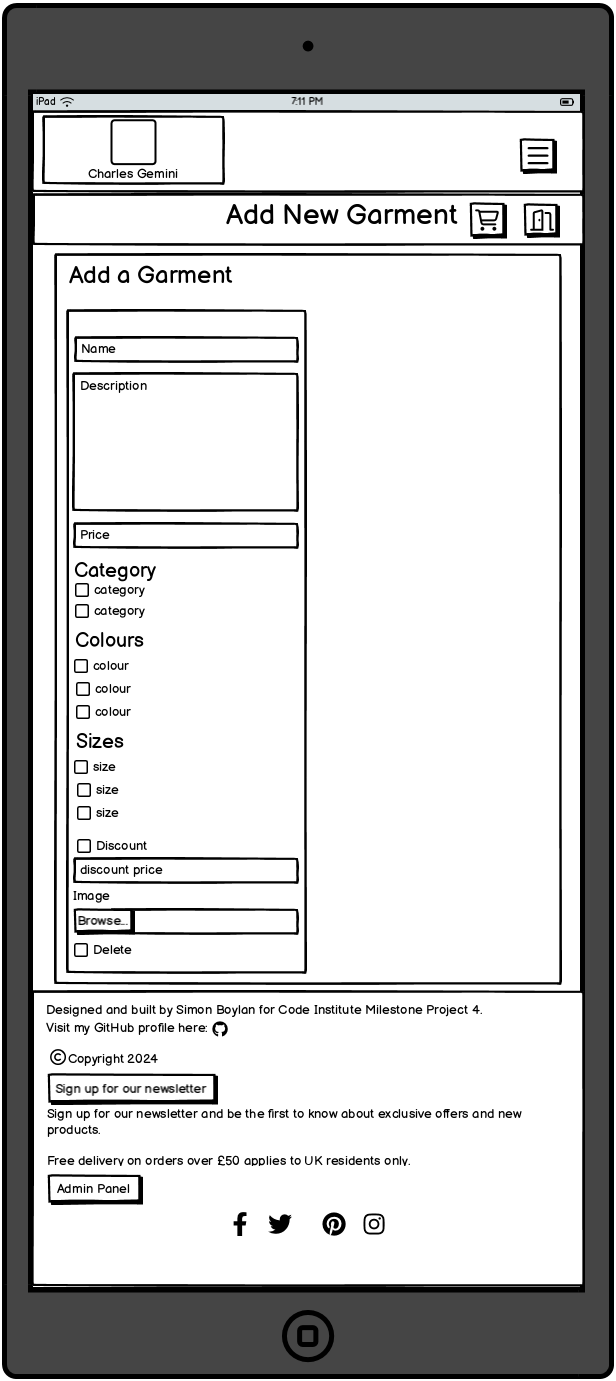 iPad 7:11 PM
Charles Gemini
Add New Garment
Add a Garment
Name
Description
Price
Category
category
category
Colours
colour
colour
colour
Sizes
size
size
size
Discount
discount price
Image
Browse...
Delete
Designed and built by Simon Boylan for Code Institute Milestone Project 4.
Visit my GitHub profile here:
©Copyright 2024
Sign up for our newsletter
Sign up for our newsletter and be the first to know about exclusive offers and new
products.
Free delivery on orders over £50 applies to UK residents only.
Admin Panel